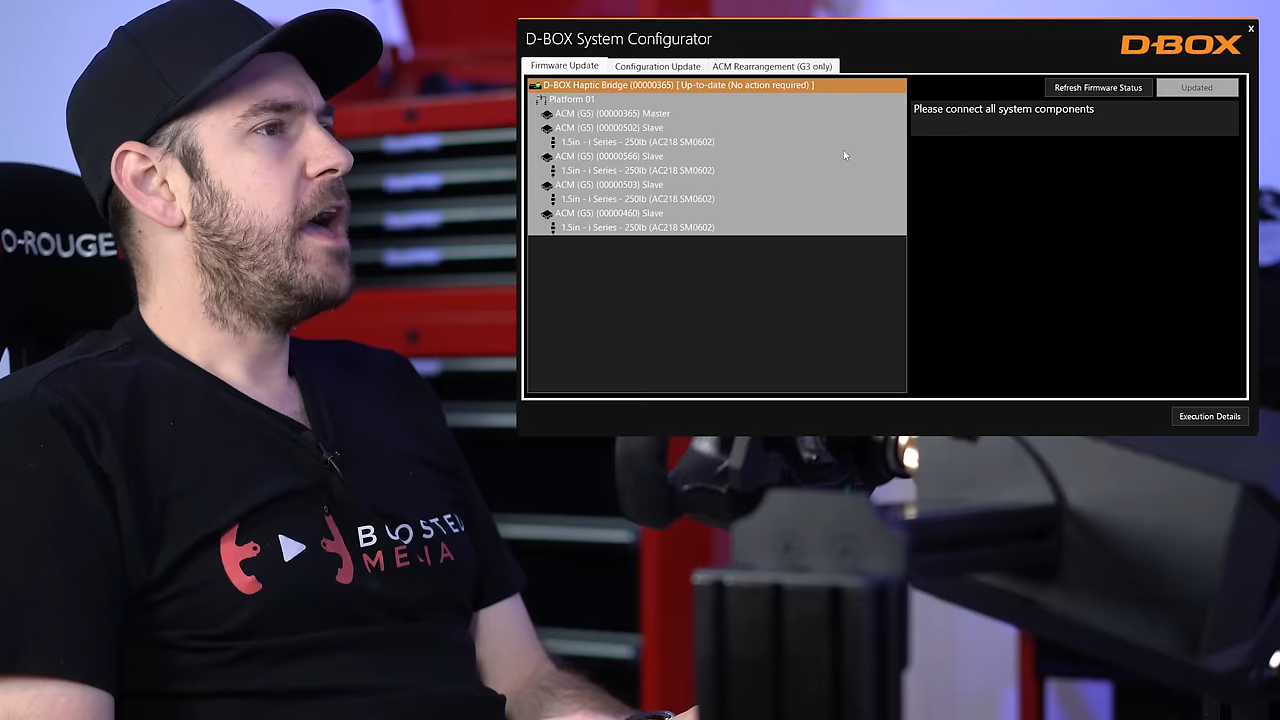 D-BOX System Configurator
x
D-BOX
Firmware Update
Configuration Update
ACM Rearrangement (G3 only)
D-BOX Haptic Bridge (00000365) [ Up-to-date (No action required) ]
Platform 01
ACM (G5) (00000365) Master
ACM (G5) (00000502) Slave
1.5in - i Series - 250lb (AC218 SM0602)
ACM (G5) (00000566) Slave
1.5in - i Series - 250lb (AC218 SM0602)
ACM (G5) (00000503) Slave
1.5in - i Series - 250lb (AC218 SM0602)
ACM (G5) (00000460) Slave
1.5in - i Series - 250lb (AC218 SM0602)
Refresh Firmware Status
Updated
Please connect all system components
Execution Details
O-ROUGE
BOOSTED
MEDIA